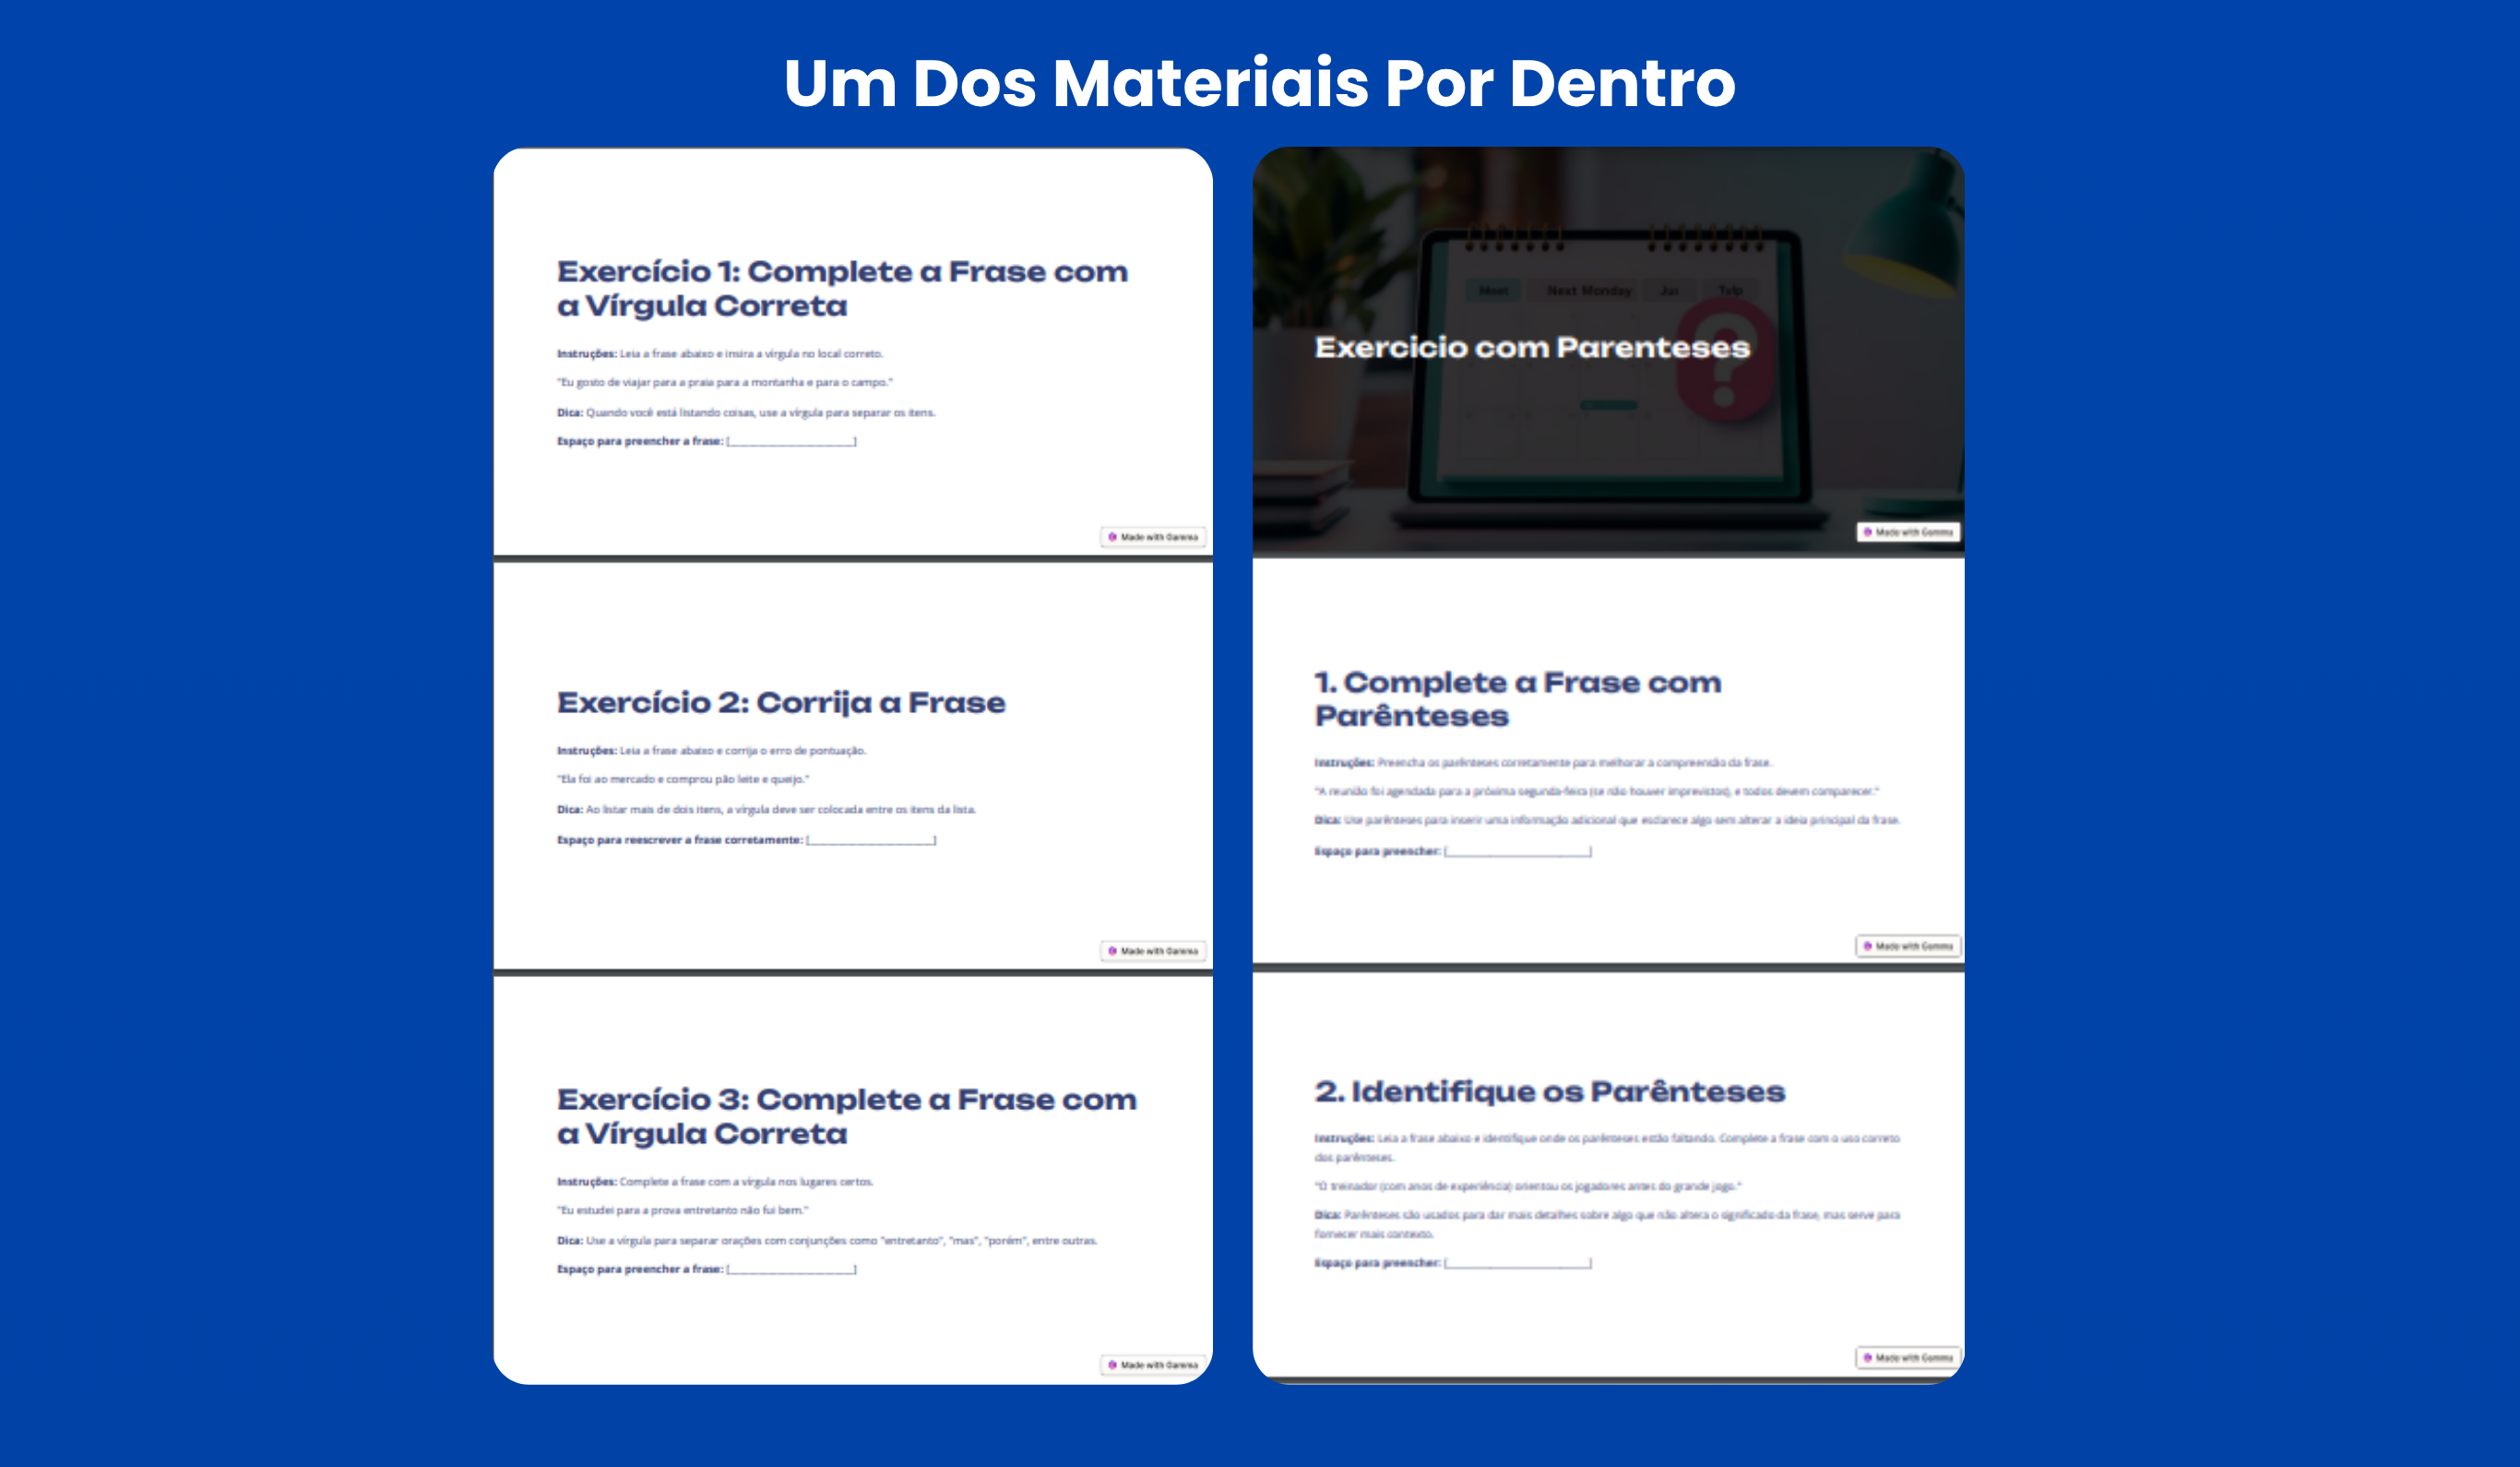 Um Dos Materiais Por Dentro
Exercício 1: Complete a Frase com
a Vírgula Correta
Instruções: Leia a frase abaixo e insira a vírgula no local correto.
"Eu gosto de viajar para a praia para a montanha e para o campo."
Dica: Quando você está listando coisas, use a vírgula para separar os itens.
Espaço para preencher a frase: [______________________]
Made with Gamma
Exercício 2: Corrija a Frase
Instruções: Leia a frase abaixo e corrija o erro de pontuação.
"Ela foi ao mercado e comprou pão leite e queijo."
Dica: Ao listar mais de dois itens, a vírgula deve ser colocada entre os itens da lista.
Espaço para reescrever a frase corretamente: [______________________]
Made with Gamma
Exercício 3: Complete a Frase com
a Vírgula Correta
Instruções: Complete a frase com a vírgula nos lugares certos.
"Eu estudei para a prova entretanto não fui bem."
Dica: Use a vírgula para separar orações com conjunções como "entretanto", "mas", "porém", entre outras.
Espaço para preencher a frase: [______________________]
Made with Gamma
Meet Next Monday Jur Telp
Exercicio com Parenteses
Made with Gamma
1. Complete a Frase com
Parênteses
Instruções: Preencha os parênteses corretamente para melhorar a compreensão da frase.
"A reunião foi agendada para a próxima segunda-feira (se não houver imprevistos), e todos devem comparecer."
Dica: Use parênteses para inserir uma informação adicional que esclarece algo sem alterar a ideia principal da frase.
Espaço para preencher: [______________________]
Made with Gamma
2. Identifique os Parênteses
Instruções: Leia a frase abaixo e identifique onde os parênteses estão faltando. Complete a frase com o uso correto
dos parênteses.
"O treinador (com anos de experiência) orientou os jogadores antes do grande jogo."
Dica: Parênteses são usados para dar mais detalhes sobre algo que não altera o significado da frase, mas serve para
fornecer mais contexto.
Espaço para preencher: [______________________]
Made with Gamma